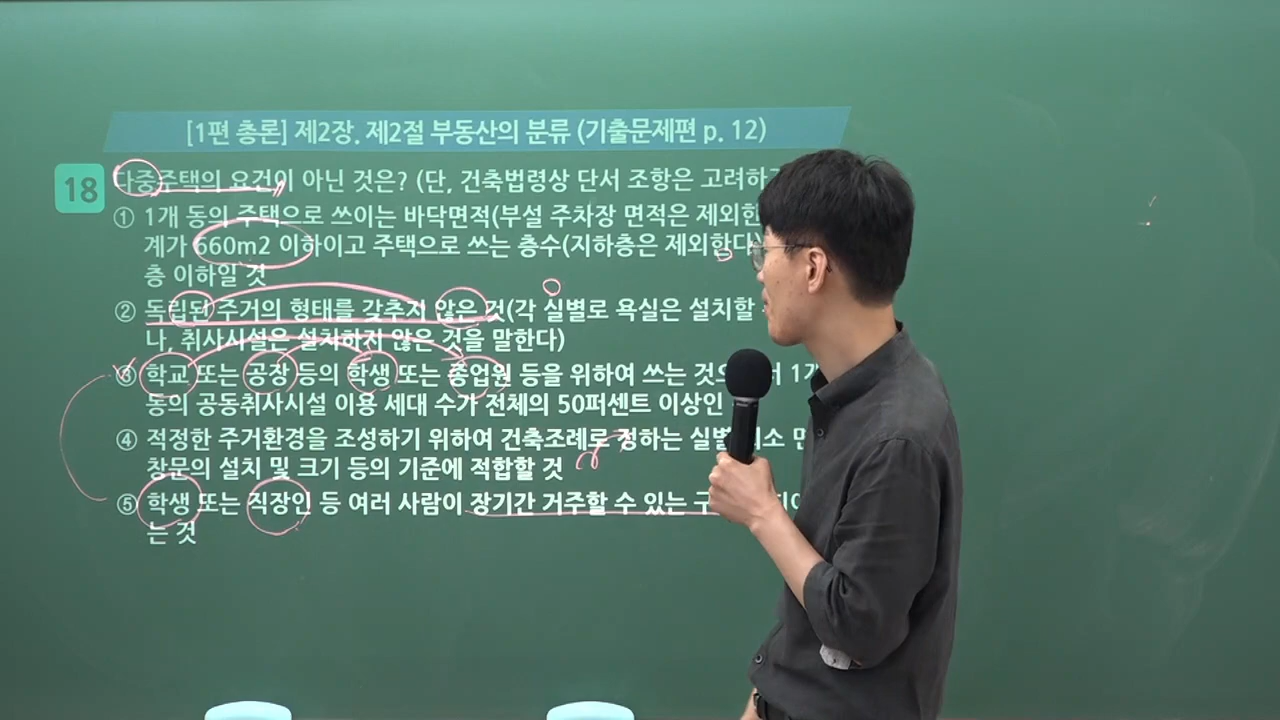 [1편 총론] 제2장. 제2절 부동산의 분류 (기출문제편 p. 12)
18 다중주택의 요건이 아닌 것은? (단, 건축법령상 단서 조항은 고려하
① 1개 동의 주택으로 쓰이는 바닥면적(부설 주차장 면적은 제외한
계가 660m2 이하이고 주택으로 쓰는 층수(지하층은 제외한다)
층 이하일 것
② 독립된 주거의 형태를 갖추지 않은 것(각 실별로 욕실은 설치할
나, 취사시설은 설치하지 않은 것을 말한다)
③ 학교 또는 공장 등의 학생 또는 종업원 등을 위하여 쓰는 것 1개
동의 공동취사시설 이용 세대 수가 전체의 50퍼센트 이상인
④ 적정한 주거환경을 조성하기 위하여 건축조례로 정하는 실별 최소
창문의 설치 및 크기 등의 기준에 적합할 것
⑤ 학생 또는 직장인 등 여러 사람이 장기간 거주할 수 있는
는 것